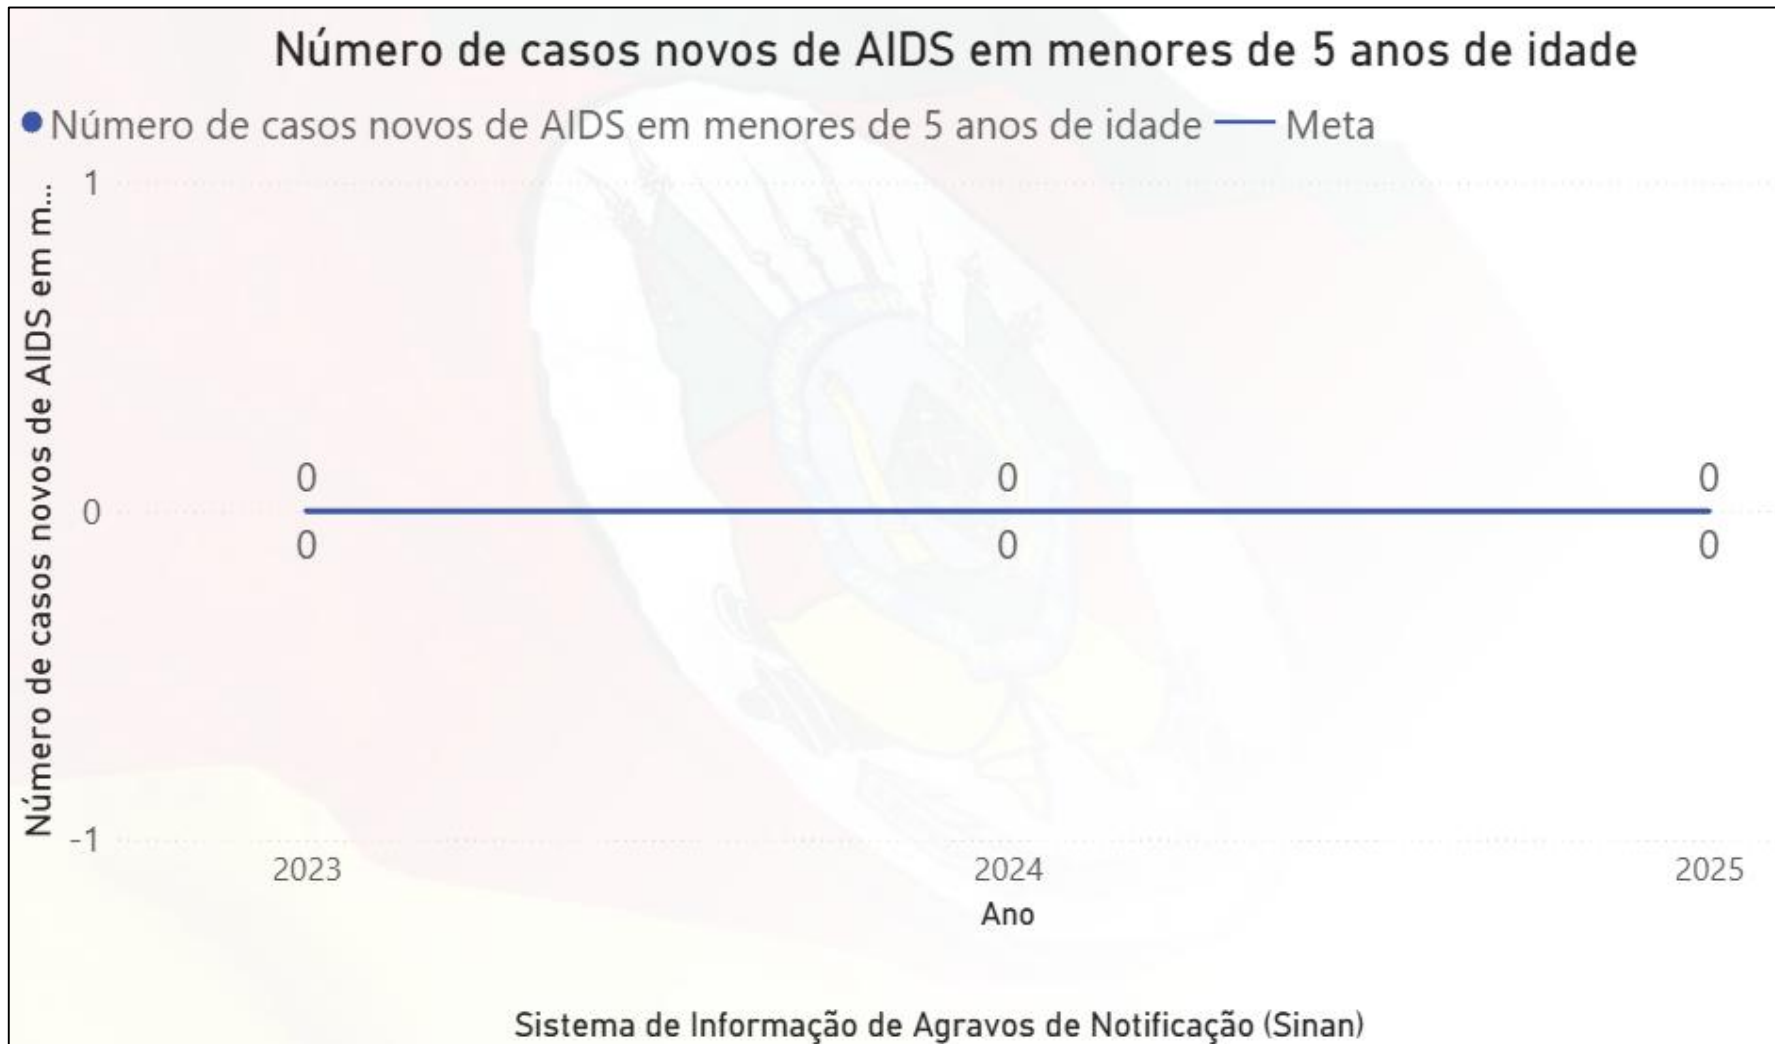 Número de casos novos de AIDS em menores de 5 anos de idade
Número de casos novos de AIDS em menores de 5 anos de idade Meta
Número de casos novos de AIDS em m...
1
0 0 0
0
0 0 0
-1
2023 2024 2025
Ano
Sistema de Informação de Agravos de Notificação (Sinan)